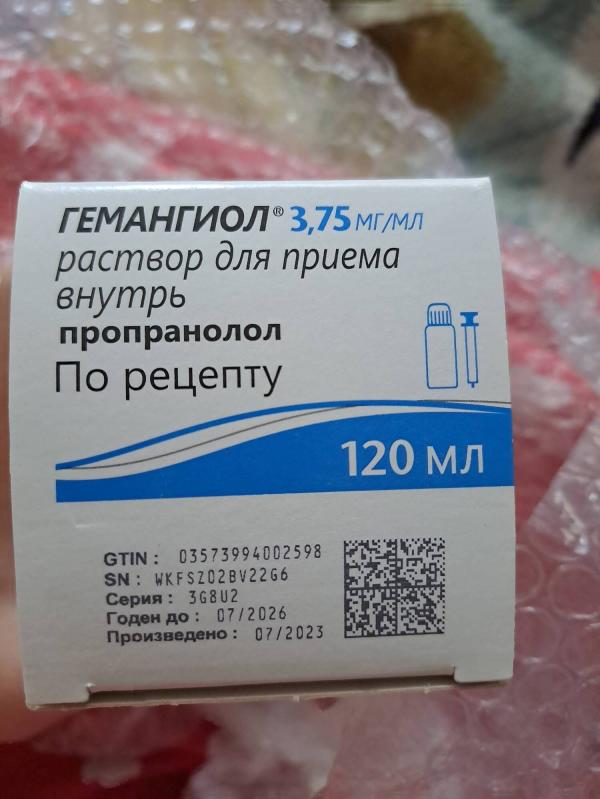 ГЕМАНГИОЛ® 3,75 МГ/МЛ
раствор для приема
внутрь
пропранолол
По рецепту
120 мл
GTIN : 03573994002598
SN : WKFSZ02BV22G6
Серия : 3G8U2
Годен до : 07/2026
Произведено : 07/2023